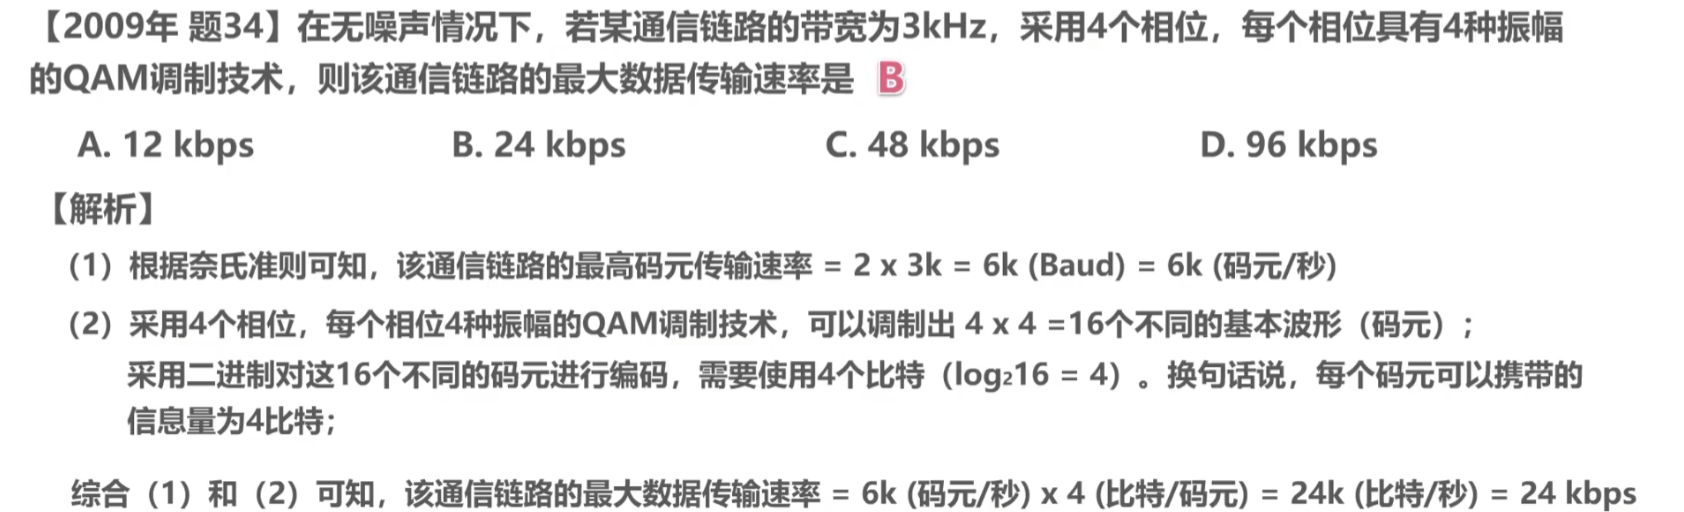 【2009年 题34】在无噪声情况下，若某通信链路的带宽为3kHz，采用4个相位，每个相位具有4种振幅
的QAM调制技术，则该通信链路的最大数据传输速率是 B
A. 12 kbps B. 24 kbps C. 48 kbps D. 96 kbps
【解析】
（1）根据奈氏准则可知，该通信链路的最高码元传输速率 = 2 x 3k = 6k (Baud) = 6k (码元/秒)
（2）采用4个相位，每个相位4种振幅的QAM调制技术，可以调制出 4 x 4 =16个不同的基本波形（码元）；
采用二进制对这16个不同的码元进行编码，需要使用4个比特（log₂16 = 4）。换句话说，每个码元可以携带的
信息量为4比特；
综合（1）和（2）可知，该通信链路的最大数据传输速率 = 6k (码元/秒) x 4 (比特/码元) = 24k (比特/秒) = 24 kbps